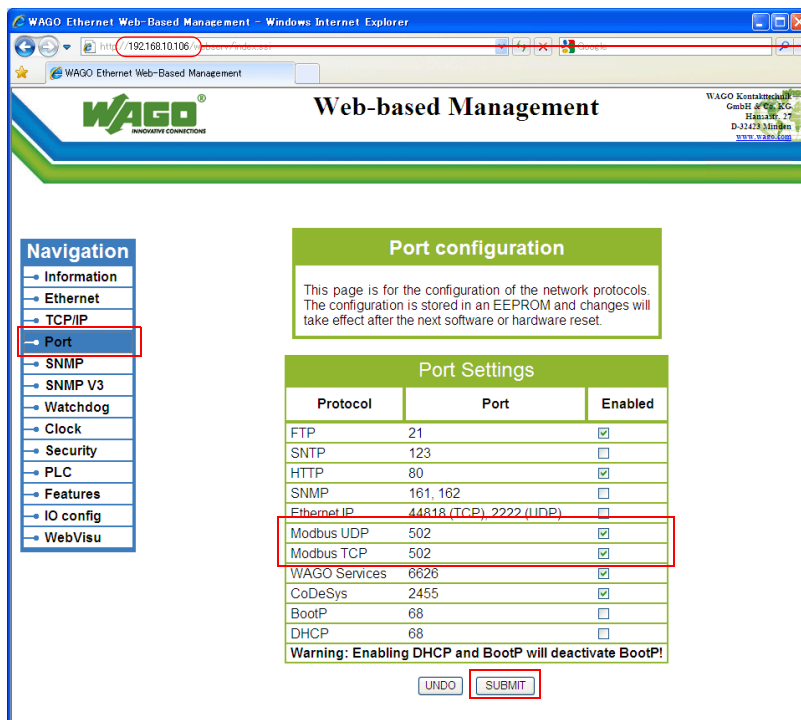 WAGO Ethernet Web-Based Management - Windows Internet Explorer
http://192.168.10.106/webserv/index.ssi
Google
WAGO Ethernet Web-Based Management
WAGO®
INNOVATIVE CONNECTIONS
Web-based Management
WAGO Kontakttechnik
GmbH & Co. KG
Hansastr. 27
D-32423 Minden
www.wago.com
Navigation
Information
Ethernet
TCP/IP
Port
SNMP
SNMP V3
Watchdog
Clock
Security
PLC
Features
IO config
WebVisu
Port configuration
This page is for the configuration of the network protocols.
The configuration is stored in an EEPROM and changes will
take effect after the next software or hardware reset.
Port Settings
Protocol Port Enabled
FTP 21
SNTP 123
HTTP 80
SNMP 161, 162
Ethernet IP 44818 (TCP), 2222 (UDP)
Modbus UDP 502
Modbus TCP 502
WAGO Services 6626
CoDeSys 2455
BootP 68
DHCP 68
Warning: Enabling DHCP and BootP will deactivate BootP!
UNDO SUBMIT